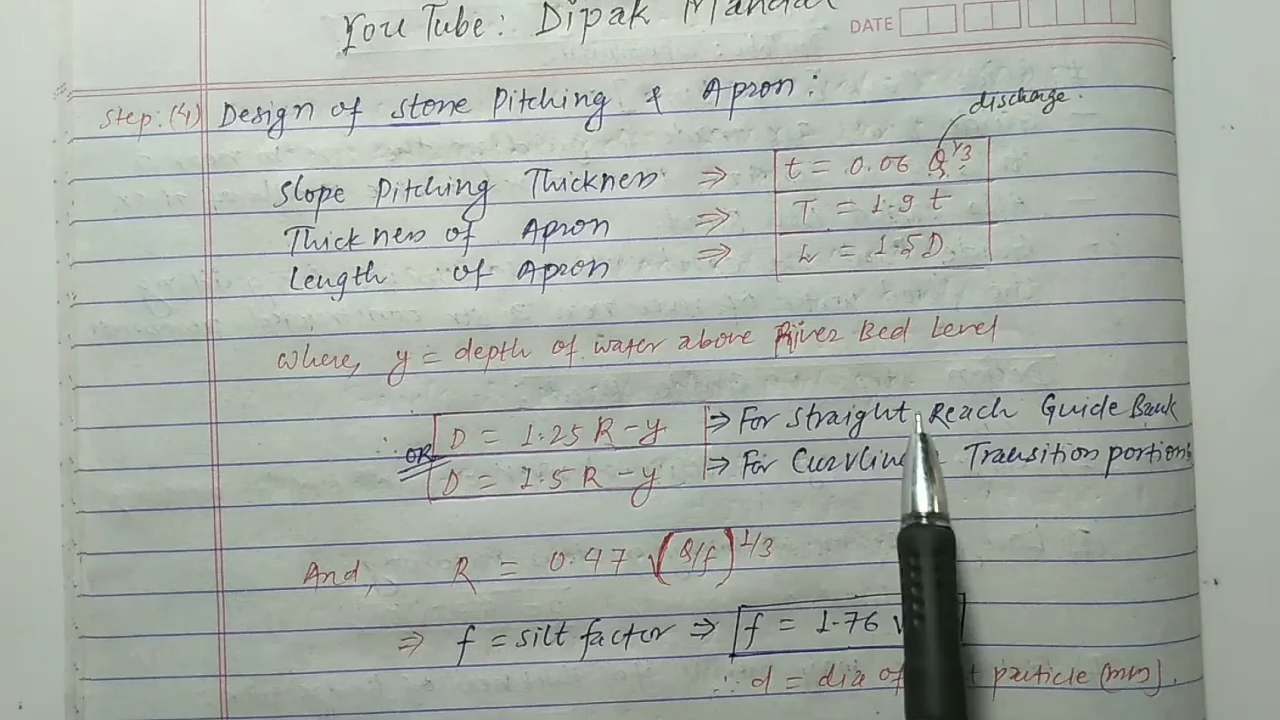 You Tube: Dipak Mandal
DATE
Step:(4) Design of Stone Pitching & Apron:
discharge.
Slope Pitching Thickness ⇒ t = 0.06 Q^1/3
Thickness of Apron ⇒ T = 1.9 t
Length of Apron ⇒ L = 1.5D
Where, y = depth of water above River Bed Level
∴ D = 1.25 R - y ⇒ For Straight Reach Guide Bank
OR D = 1.5 R - y ⇒ For Transition portions
And, R = 0.47 (Q/f)^1/3
⇒ f = silt factor ⇒ f = 1.76 √
∴ d = dia of particle (mm).